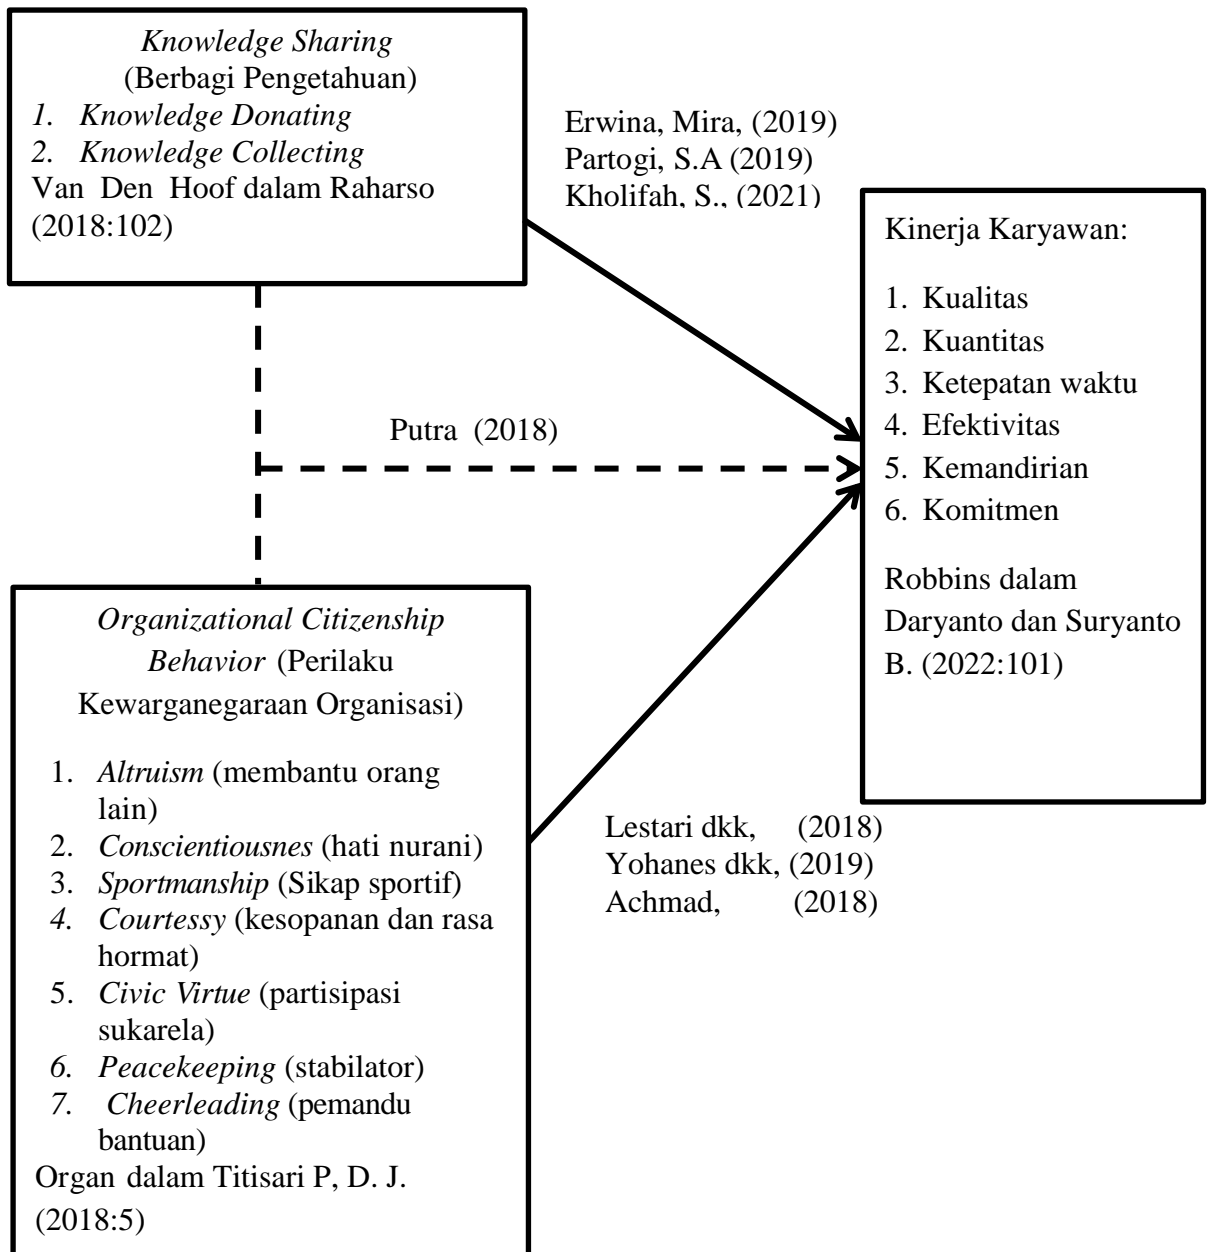 Knowledge Sharing
(Berbagi Pengetahuan)
1. Knowledge Donating
2. Knowledge Collecting
Van Den Hoof dalam Raharso
(2018:102)
Erwina, Mira, (2019)
Partogi, S.A (2019)
Kholifah, S., (2021)
Kinerja Karyawan:
1. Kualitas
2. Kuantitas
3. Ketepatan waktu
4. Efektivitas
5. Kemandirian
6. Komitmen
Robbins dalam
Daryanto dan Suryanto
B. (2022:101)
Putra (2018)
Organizational Citizenship
Behavior (Perilaku
Kewarganegaraan Organisasi)
1. Altruism (membantu orang
lain)
2. Conscientiousnes (hati nurani)
3. Sportmanship (Sikap sportif)
4. Courtessy (kesopanan dan rasa
hormat)
5. Civic Virtue (partisipasi
sukarela)
6. Peacekeeping (stabilator)
7. Cheerleading (pemandu
bantuan)
Organ dalam Titisari P, D. J.
(2018:5)
Lestari dkk, (2018)
Yohanes dkk, (2019)
Achmad, (2018)